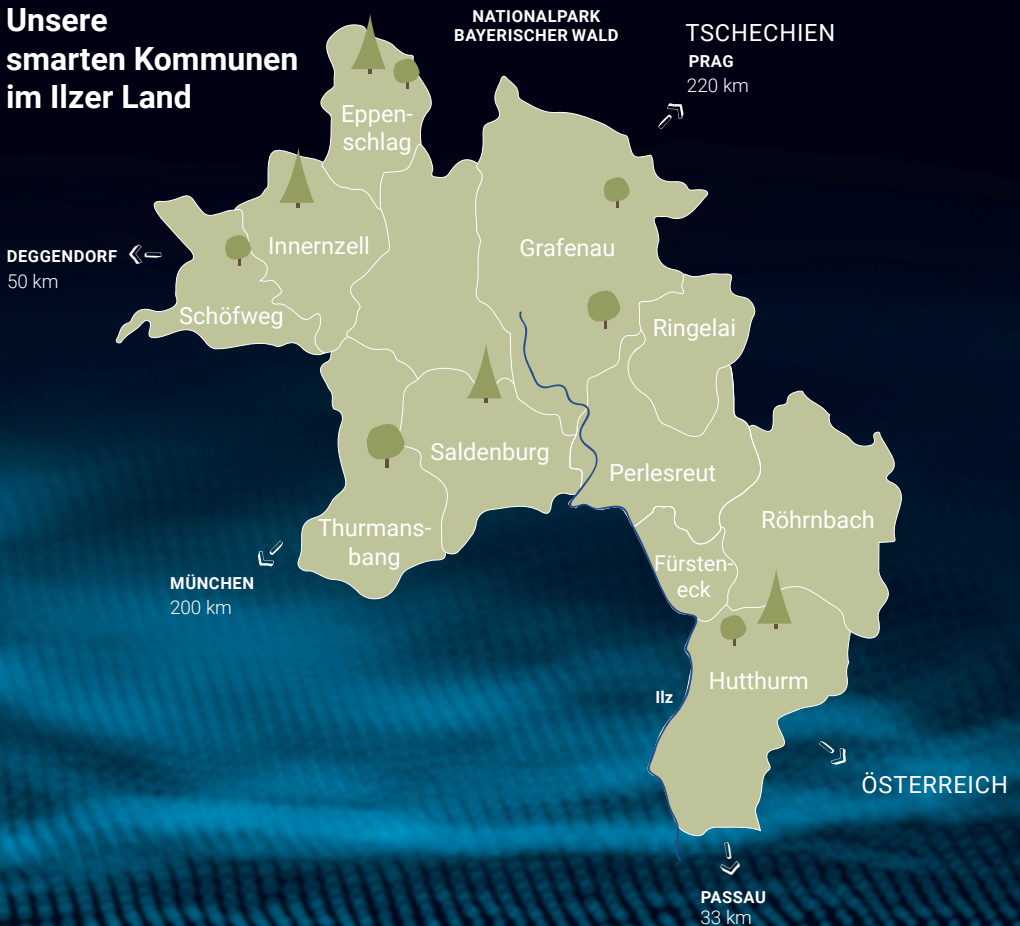 Unsere
smarten Kommunen
im Ilzer Land
NATIONALPARK
BAYERISCHER WALD
TSCHECHIEN
PRAG
220 km
Eppen-
schlag
Innernzell
Grafenau
DEGGENDORF
50 km
Schöfweg
Ringelai
Saldenburg
Perlesreut
Thurmans-
bang
Röhrnbach
MÜNCHEN
200 km
Fürsten-
eck
Hutthurm
Ilz
ÖSTERREICH
PASSAU
33 km